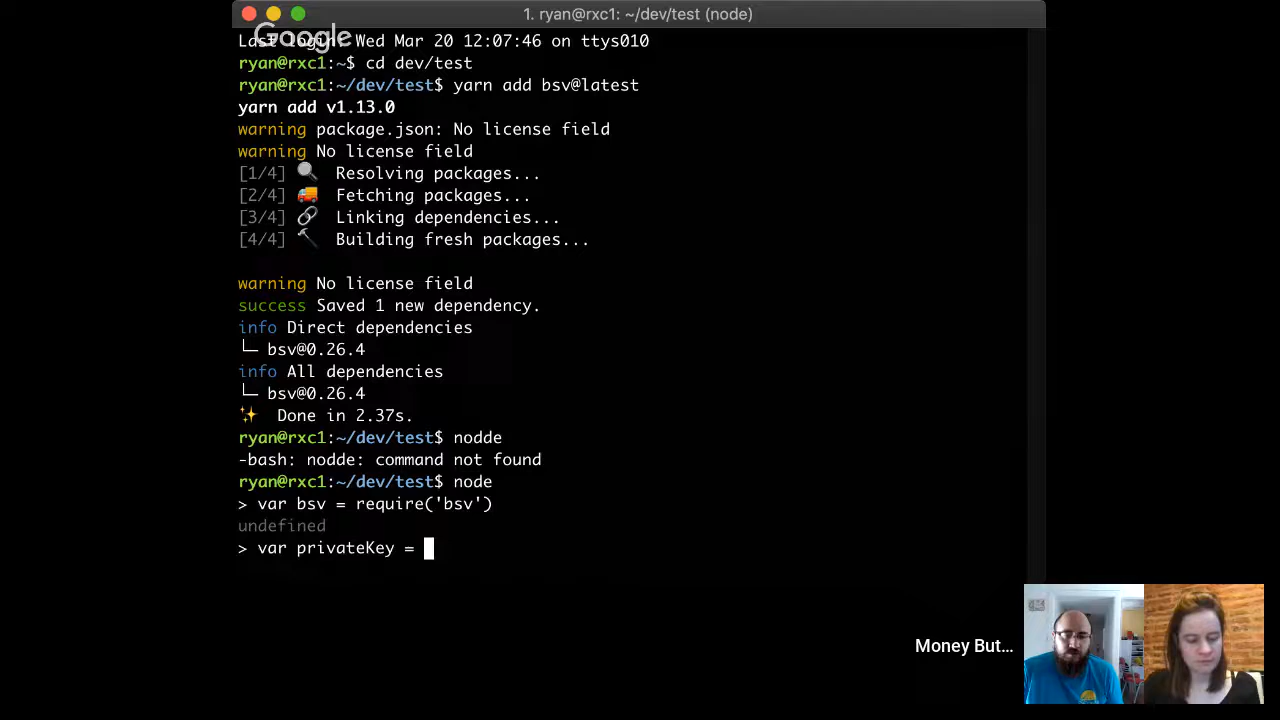 1. ryan@rxc1: ~/dev/test (node)
Google
Last login: Wed Mar 20 12:07:46 on ttys010
ryan@rxc1:~$ cd dev/test
ryan@rxc1:~/dev/test$ yarn add bsv@latest
yarn add v1.13.0
warning package.json: No license field
warning No license field
[1/4] 🔍 Resolving packages...
[2/4] 🚚 Fetching packages...
[3/4] 🔗 Linking dependencies...
[4/4] 🔨 Building fresh packages...
warning No license field
success Saved 1 new dependency.
info Direct dependencies
└─ bsv@0.26.4
info All dependencies
└─ bsv@0.26.4
✨ Done in 2.37s.
ryan@rxc1:~/dev/test$ nodde
-bash: nodde: command not found
ryan@rxc1:~/dev/test$ node
> var bsv = require('bsv')
undefined
> var privateKey =
Money But...